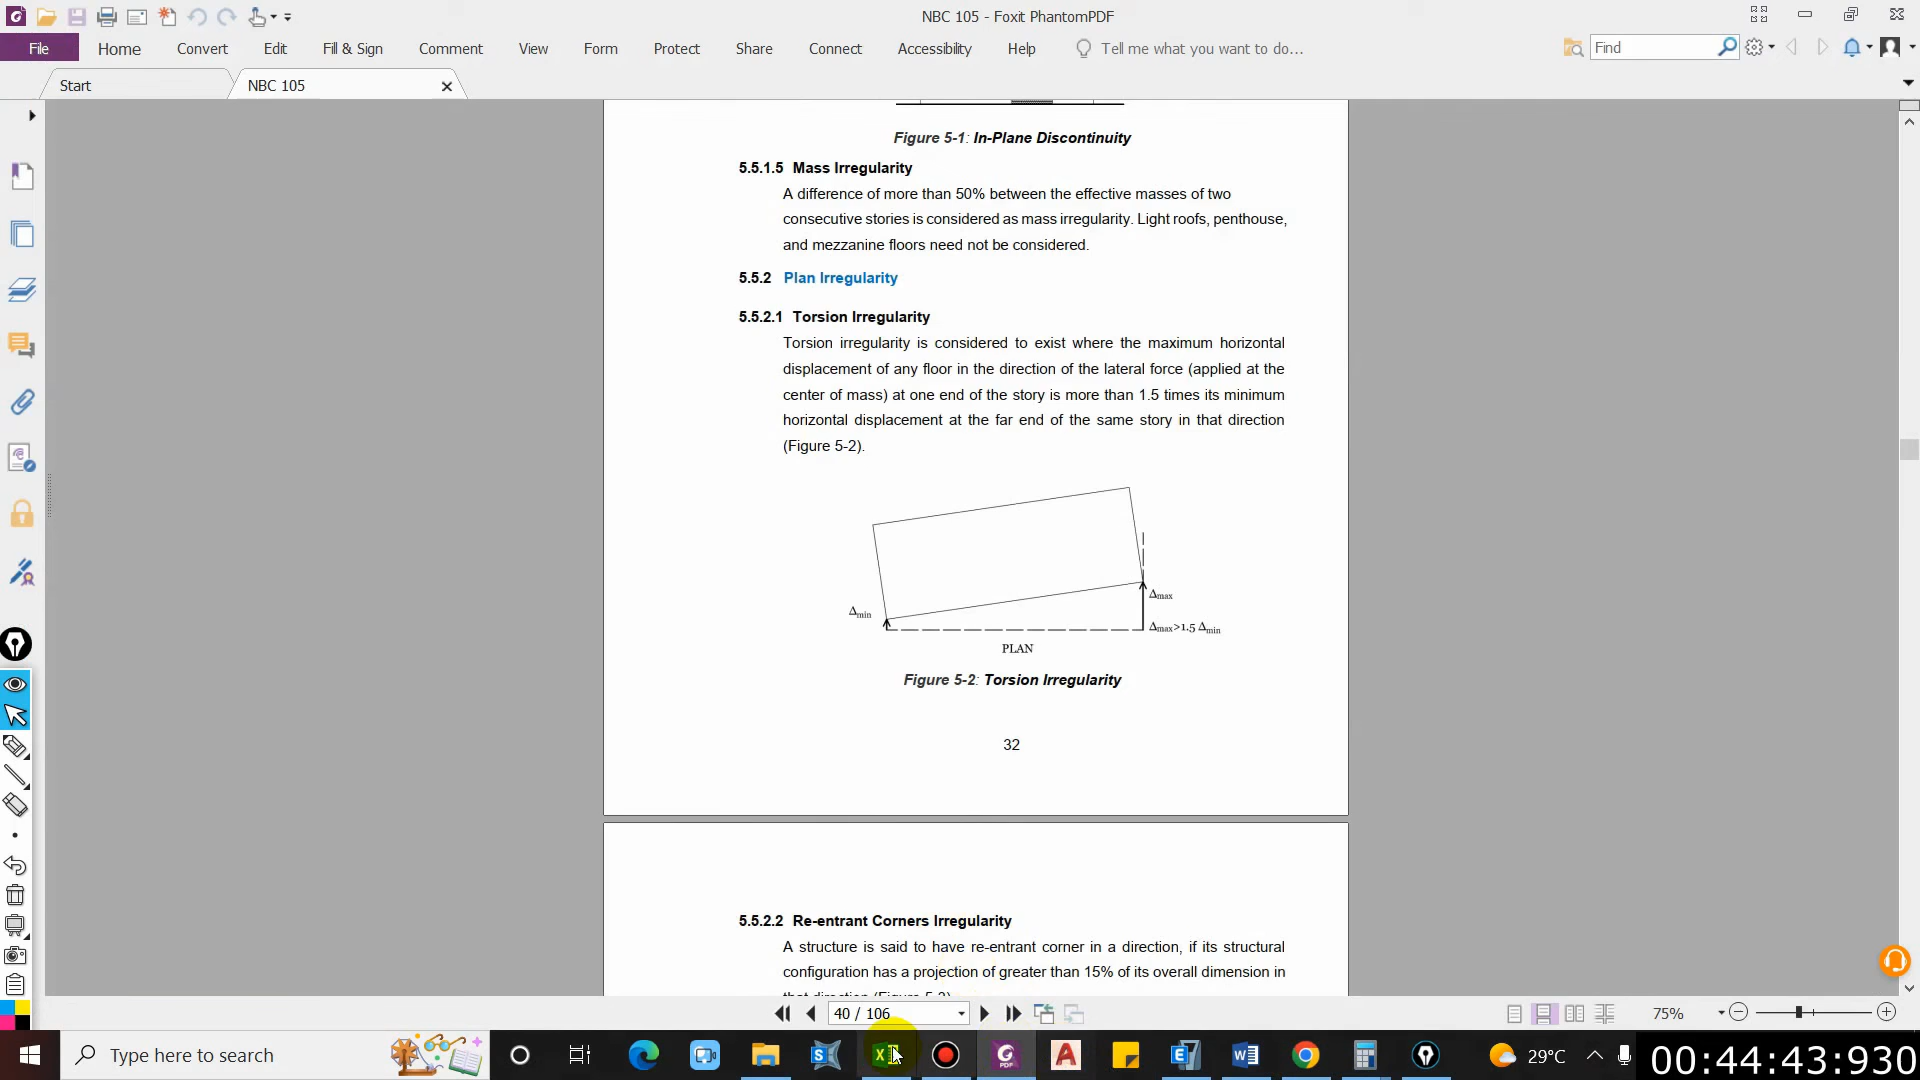 NBC 105 - Foxit PhantomPDF
File Home Convert Edit Fill & Sign Comment View Form Protect Share Connect Accessibility Help Tell me what you want to do... Find
Start NBC 105
Figure 5-1: In-Plane Discontinuity
5.5.1.5 Mass Irregularity
A difference of more than 50% between the effective masses of two
consecutive stories is considered as mass irregularity. Light roofs, penthouse,
and mezzanine floors need not be considered.
5.5.2 Plan Irregularity
5.5.2.1 Torsion Irregularity
Torsion irregularity is considered to exist where the maximum horizontal
displacement of any floor in the direction of the lateral force (applied at the
center of mass) at one end of the story is more than 1.5 times its minimum
horizontal displacement at the far end of the same story in that direction
(Figure 5-2).
Δmax
Δmin
Δmax>1.5 Δmin
PLAN
Figure 5-2: Torsion Irregularity
32
5.5.2.2 Re-entrant Corners Irregularity
A structure is said to have re-entrant corner in a direction, if its structural
configuration has a projection of greater than 15% of its overall dimension in
that direction (Figure 5-3)
40 / 106
75%
Type here to search
29°C
00:44:43:930